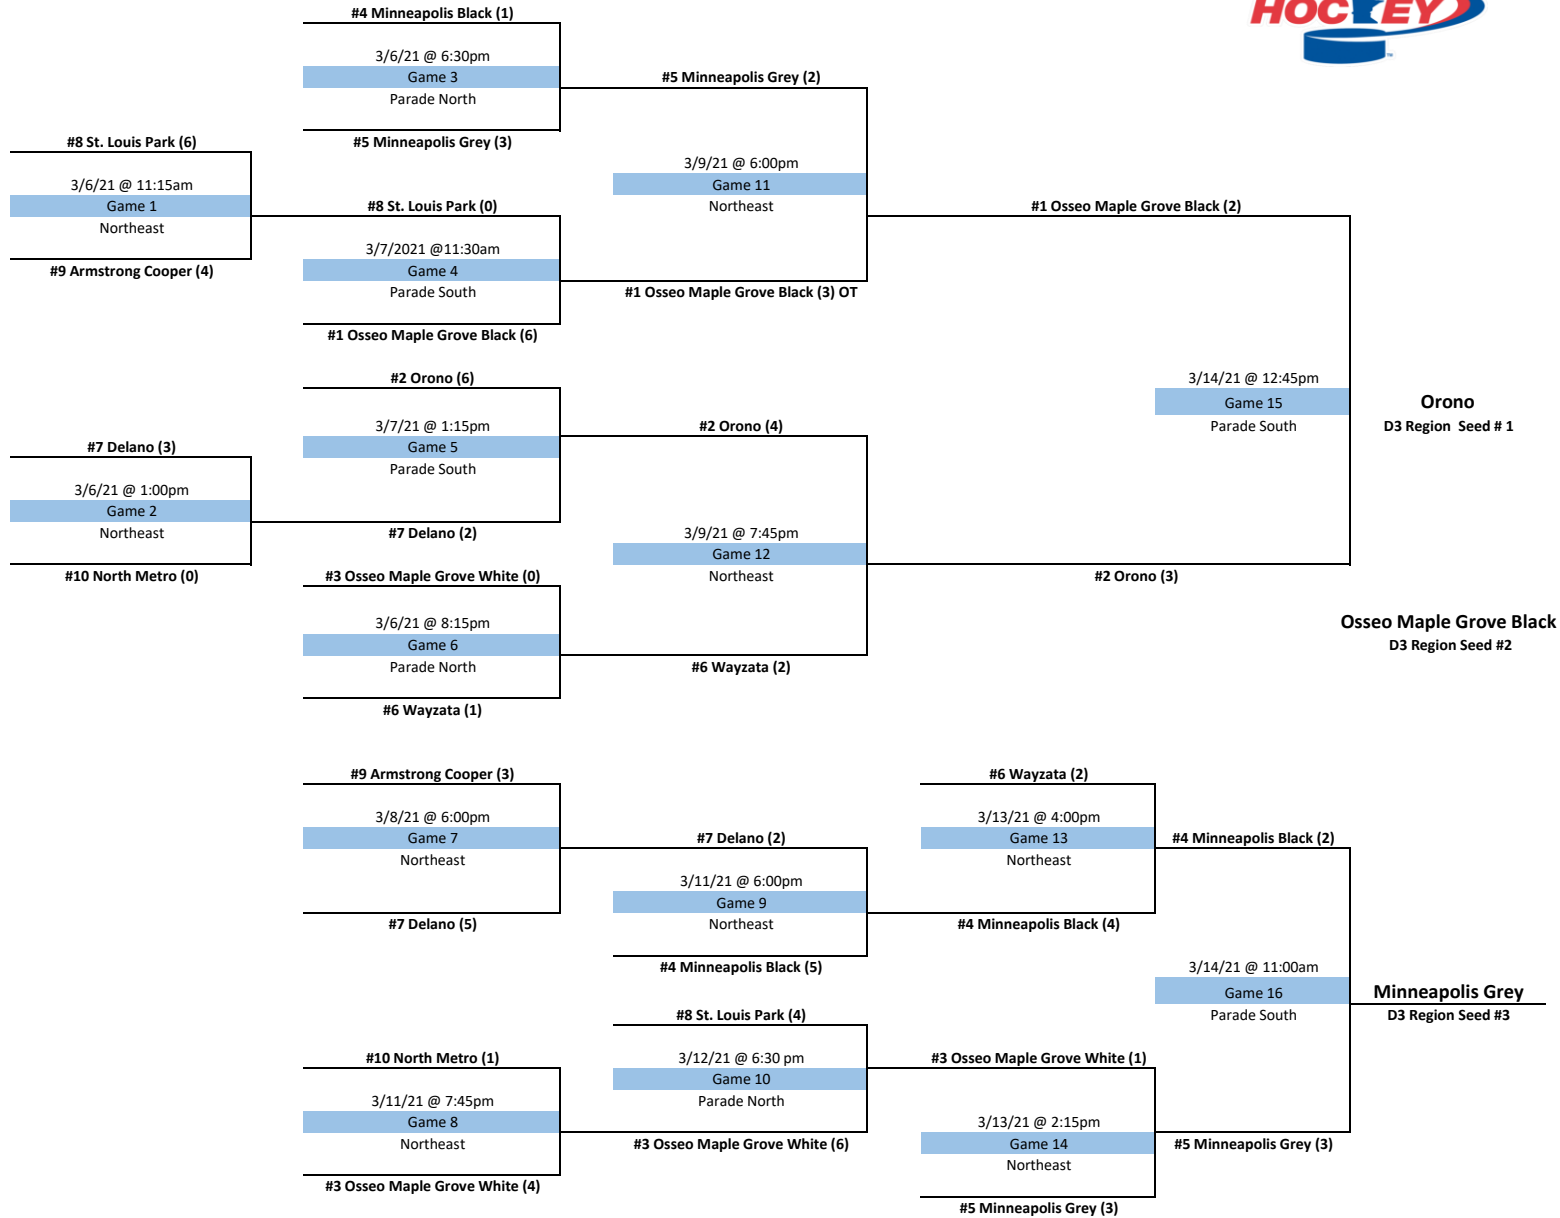 HOCKEY
#4 Minneapolis Black (1)
3/6/21 @ 6:30pm
Game 3
Parade North
#5 Minneapolis Grey (3)
#5 Minneapolis Grey (2)
#8 St. Louis Park (6)
3/6/21 @ 11:15am
Game 1
Northeast
#9 Armstrong Cooper (4)
3/9/21 @ 6:00pm
Game 11
Northeast
#8 St. Louis Park (0)
3/7/2021 @11:30am
Game 4
Parade South
#1 Osseo Maple Grove Black (6)
#1 Osseo Maple Grove Black (3) OT
#1 Osseo Maple Grove Black (2)
#2 Orono (6)
3/7/21 @ 1:15pm
Game 5
Parade South
#7 Delano (2)
#2 Orono (4)
3/14/21 @ 12:45pm
Game 15
Parade South
Orono
D3 Region  Seed # 1
#7 Delano (3)
3/6/21 @ 1:00pm
Game 2
Northeast
#10 North Metro (0)
3/9/21 @ 7:45pm
Game 12
Northeast
#3 Osseo Maple Grove White (0)
3/6/21 @ 8:15pm
Game 6
Parade North
#6 Wayzata (1)
#6 Wayzata (2)
#2 Orono (3)
Osseo Maple Grove Black
D3 Region Seed #2
#9 Armstrong Cooper (3)
3/8/21 @ 6:00pm
Game 7
Northeast
#7 Delano (5)
#7 Delano (2)
3/11/21 @ 6:00pm
Game 9
Northeast
#4 Minneapolis Black (5)
#6 Wayzata (2)
3/13/21 @ 4:00pm
Game 13
Northeast
#4 Minneapolis Black (4)
#4 Minneapolis Black (2)
3/14/21 @ 11:00am
Game 16
Parade South
Minneapolis Grey
D3 Region Seed #3
#8 St. Louis Park (4)
3/12/21 @ 6:30 pm
Game 10
Parade North
#3 Osseo Maple Grove White (6)
#10 North Metro (1)
3/11/21 @ 7:45pm
Game 8
Northeast
#3 Osseo Maple Grove White (4)
#3 Osseo Maple Grove White (1)
3/13/21 @ 2:15pm
Game 14
Northeast
#5 Minneapolis Grey (3)
#5 Minneapolis Grey (3)